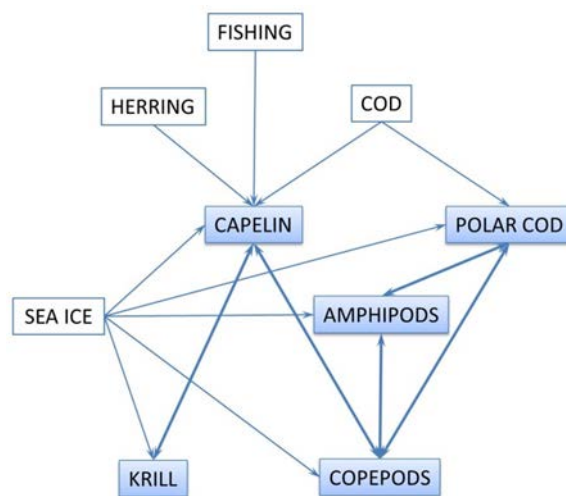 FISHING
HERRING
COD
CAPELIN
POLAR COD
SEA ICE
AMPHIPODS
KRILL
COPEPODS